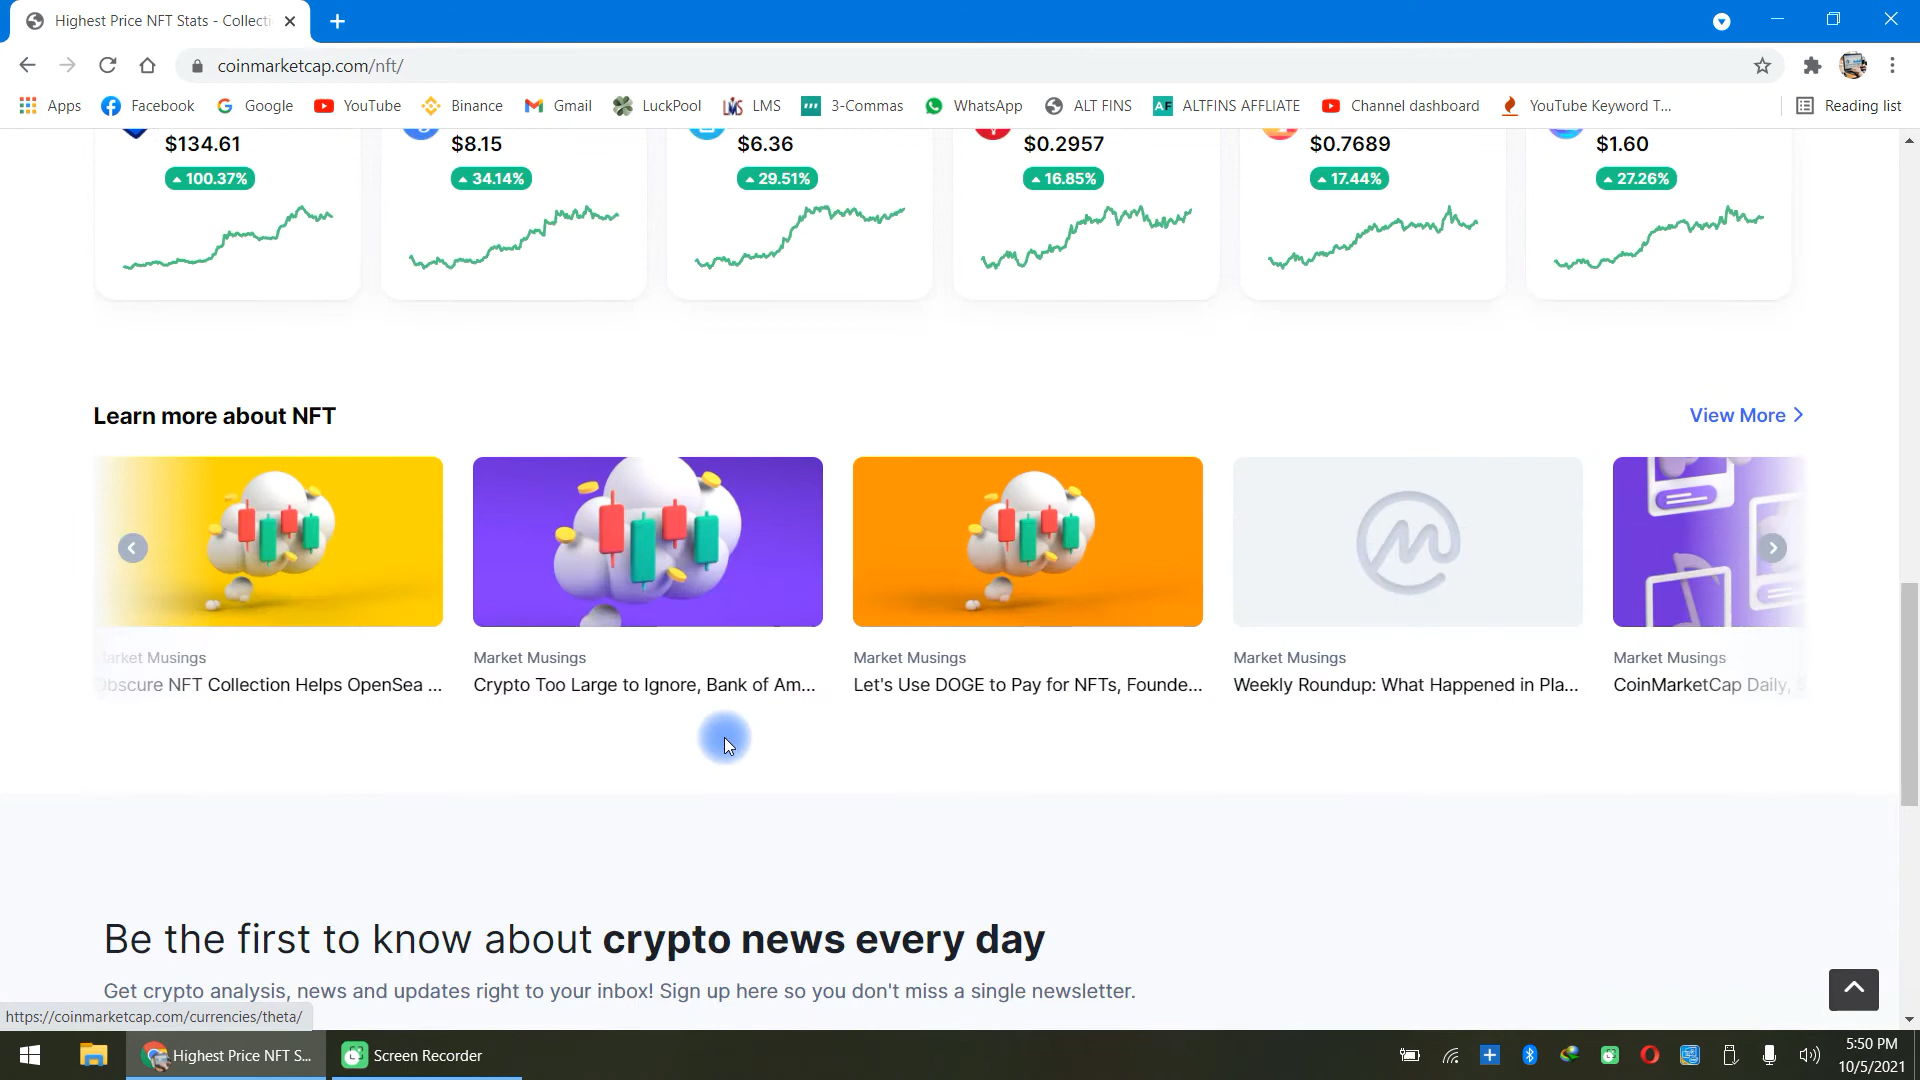 Highest Price NFT Stats - Collecti
coinmarketcap.com/nft/
Apps Facebook Google YouTube Binance Gmail LuckPool LMS 3-Commas WhatsApp ALT FINS ALTFINS AFFLIATE Channel dashboard YouTube Keyword T... Reading list
$134.61 $8.15 $6.36 $0.2957 $0.7689 $1.60
100.37% 34.14% 29.51% 16.85% 17.44% 27.26%
Learn more about NFT View More
arket Musings Market Musings Market Musings Market Musings Market Musings
Obscure NFT Collection Helps OpenSea ... Crypto Too Large to Ignore, Bank of Am... Let's Use DOGE to Pay for NFTs, Founde... Weekly Roundup: What Happened in Pla... CoinMarketCap Daily,
Be the first to know about crypto news every day
Get crypto analysis, news and updates right to your inbox! Sign up here so you don't miss a single newsletter.
https://coinmarketcap.com/currencies/theta/
Highest Price NFT S... Screen Recorder
5:50 PM
10/5/2021